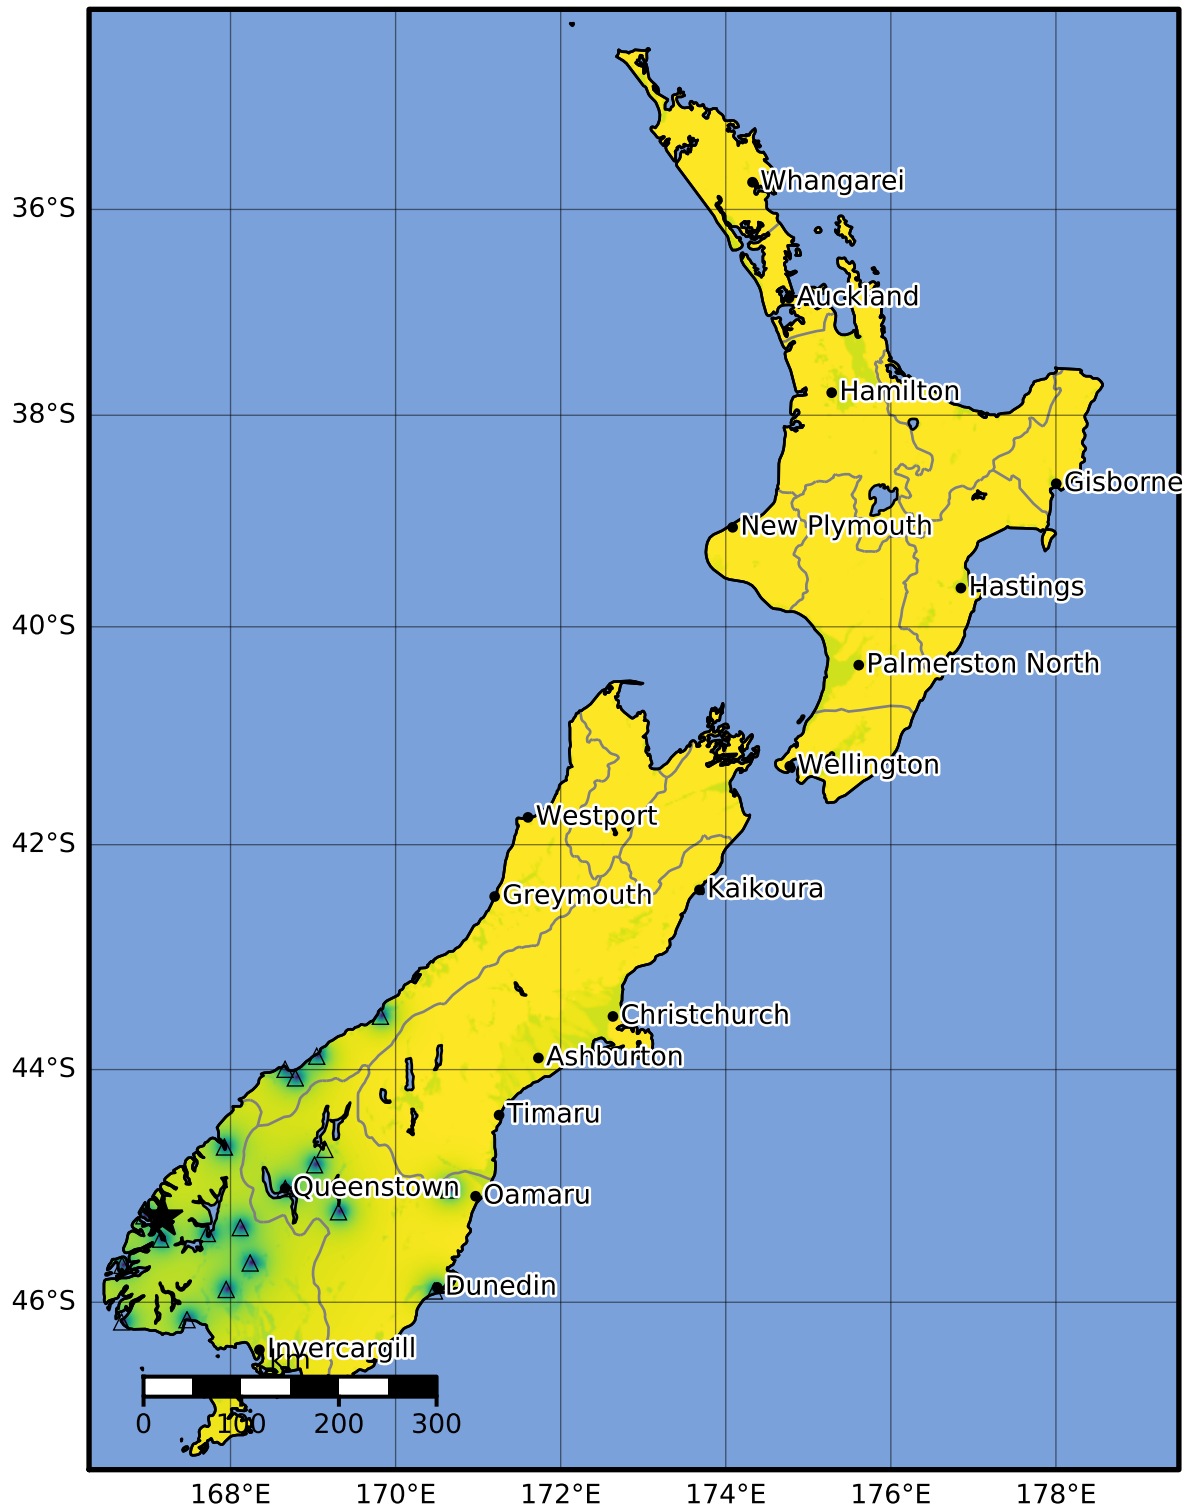 Whangarei
36°S
Auckland
Hamilton
38°S
Gisborne
New Plymouth
Hastings
40°S
Palmerston North
Wellington
Westport
42°S
Kaikoura
Greymouth
Christchurch
Ashburton
44°S
Timaru
Queenstown
Oamaru
Dunedin
46°S
Invercargill
km
0 100 200 300
168°E 170°E 172°E 174°E 176°E 178°E